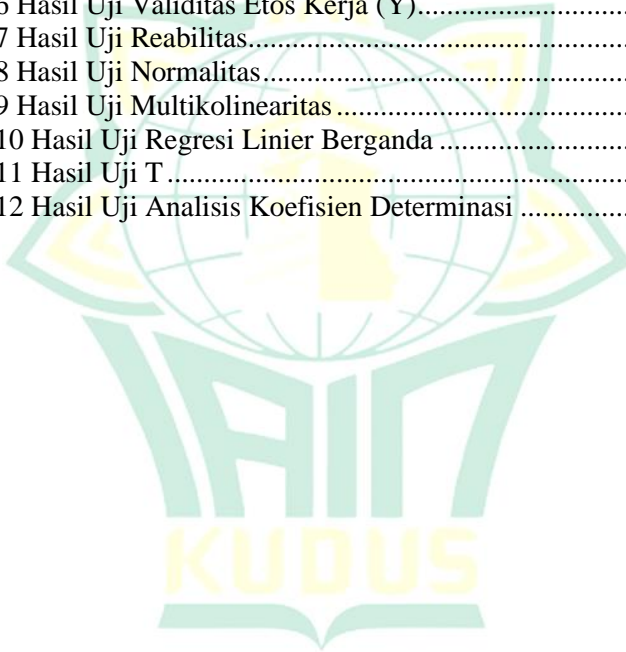 6 Hasil Uji Validitas Etos Kerja (Y)..............................
7 Hasil Uji Reabilitas......................................................
8 Hasil Uji Normalitas....................................................
9 Hasil Uji Multikolinearitas..........................................
10 Hasil Uji Regresi Linier Berganda ...........................
11 Hasil Uji T .................................................................
12 Hasil Uji Analisis Koefisien Determinasi ...............
IAIN
KUDUS